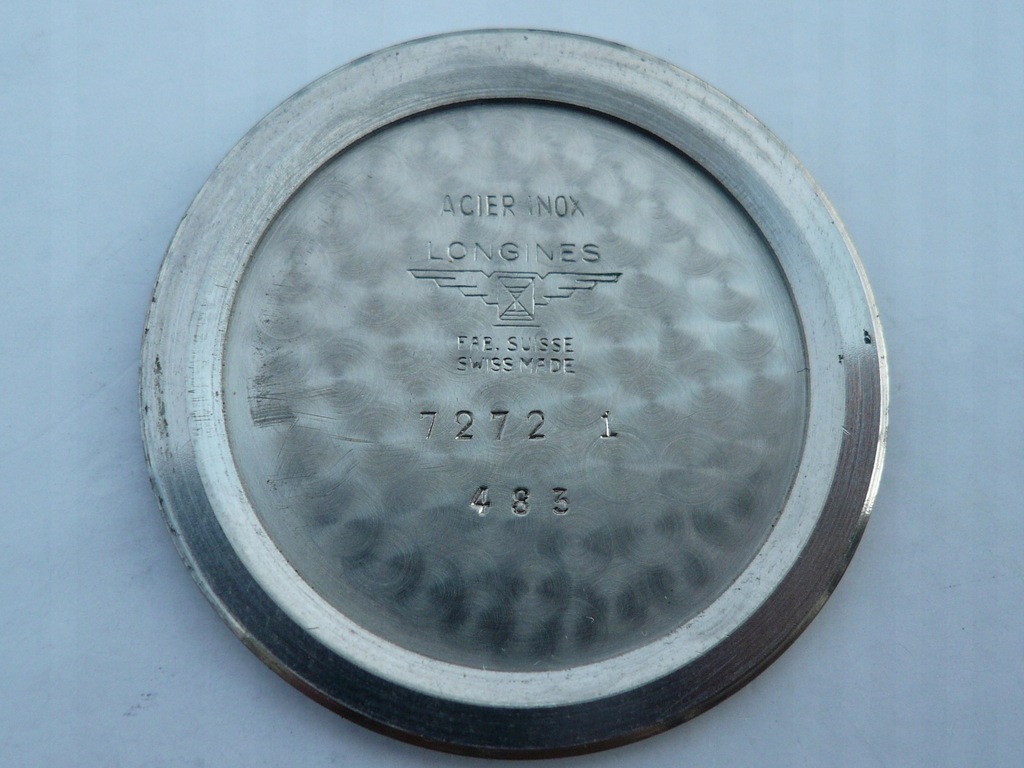 ACIER INOX
LONGINES
FAB. SUISSE
SWISS MADE
7272 1
483